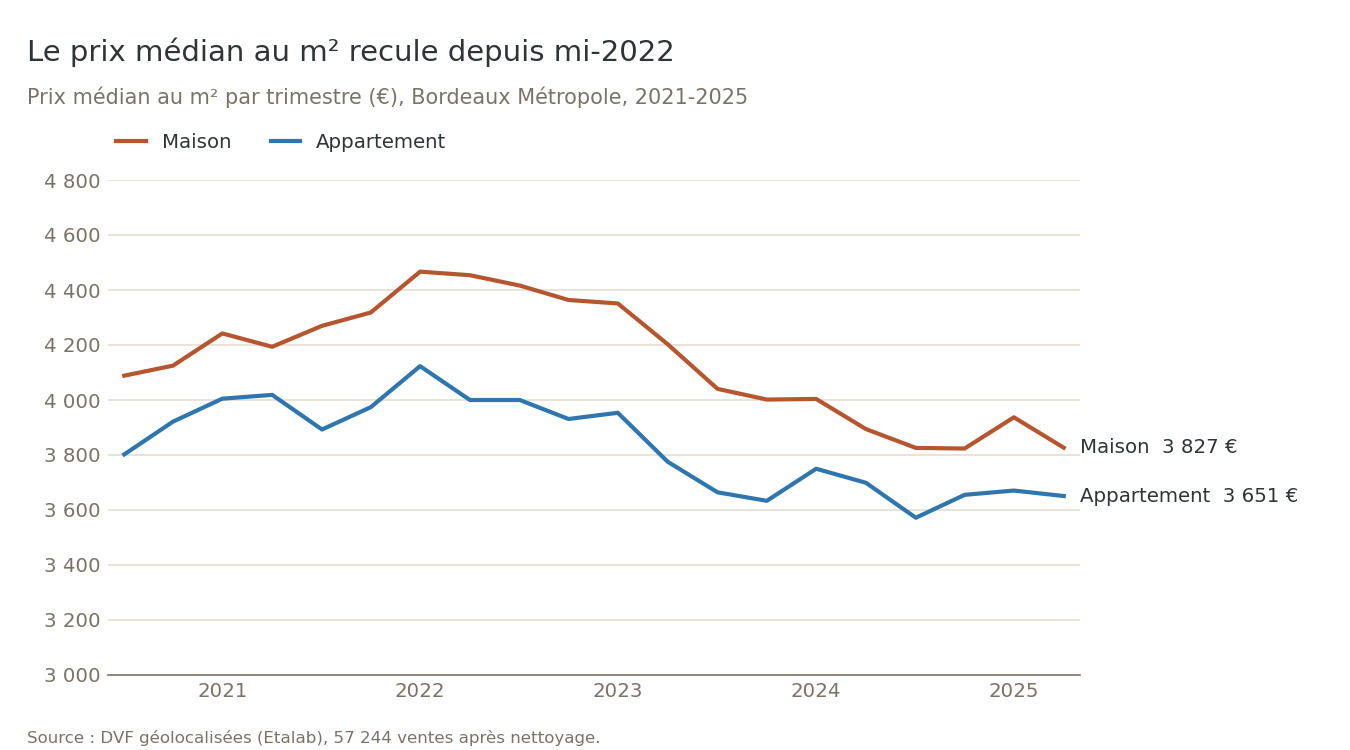 Le prix médian au m² recule depuis mi-2022
Prix médian au m² par trimestre (€), Bordeaux Métropole, 2021-2025
Maison Appartement
4 800
4 600
4 400
4 200
4 000
3 800
3 600
3 400
3 200
3 000
Maison 3 827 €
Appartement 3 651 €
2021 2022 2023 2024 2025
Source : DVF géolocalisées (Etalab), 57 244 ventes après nettoyage.